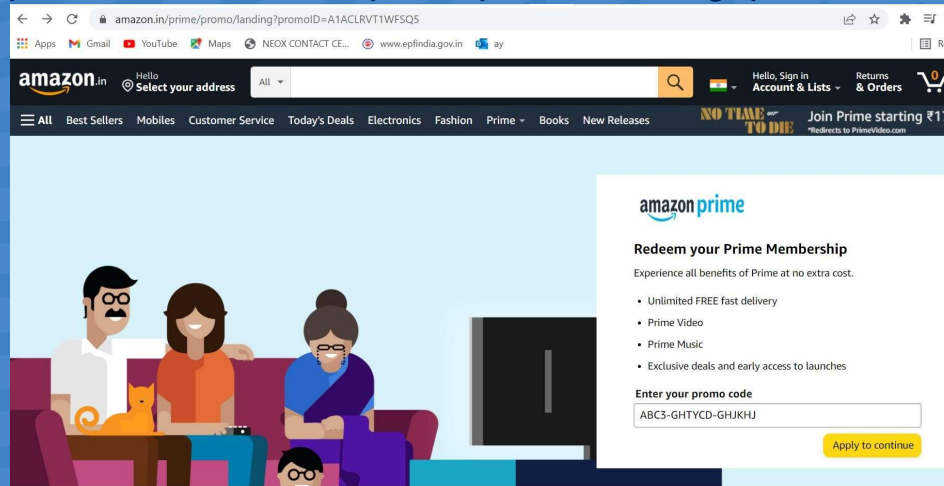 amazon.in/prime/promo/landing?promoID=A1ACLRVT1WFSQ5
Apps Gmail YouTube Maps NEOX CONTACT CE... www.epfindia.gov.in ay
amazon.in Hello Select your address All Hello, Sign in Account & Lists Returns & Orders 0
All Best Sellers Mobiles Customer Service Today's Deals Electronics Fashion Prime Books New Releases NO TIME TO DIE Join Prime starting
*Redirects to PrimeVideo.com
amazon prime
Redeem your Prime Membership
Experience all benefits of Prime at no extra cost.
• Unlimited FREE fast delivery
• Prime Video
• Prime Music
• Exclusive deals and early access to launches
Enter your promo code
ABC3-GHTYCD-GHJKHJ
Apply to continue